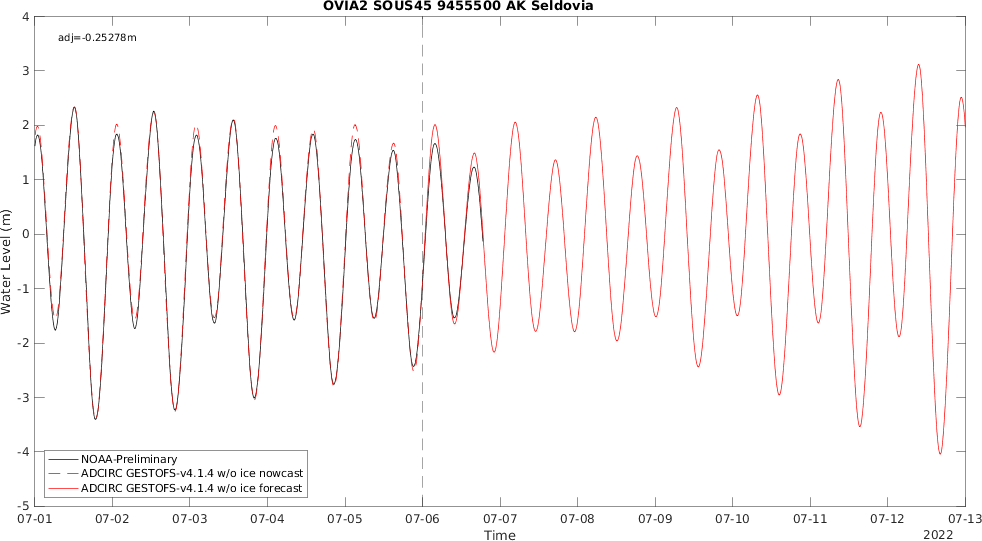 OVIA2 SOUS45 9455500 AK Seldovia
adj=-0.25278m
4
3
2
1
0
-1
-2
-3
-4
-5
Water Level (m)
NOAA-Preliminary
ADCIRC GESTOFS-v4.1.4 w/o ice nowcast
ADCIRC GESTOFS-v4.1.4 w/o ice forecast
07-01 07-02 07-03 07-04 07-05 07-06 07-07 07-08 07-09 07-10 07-11 07-12 07-13
Time
2022